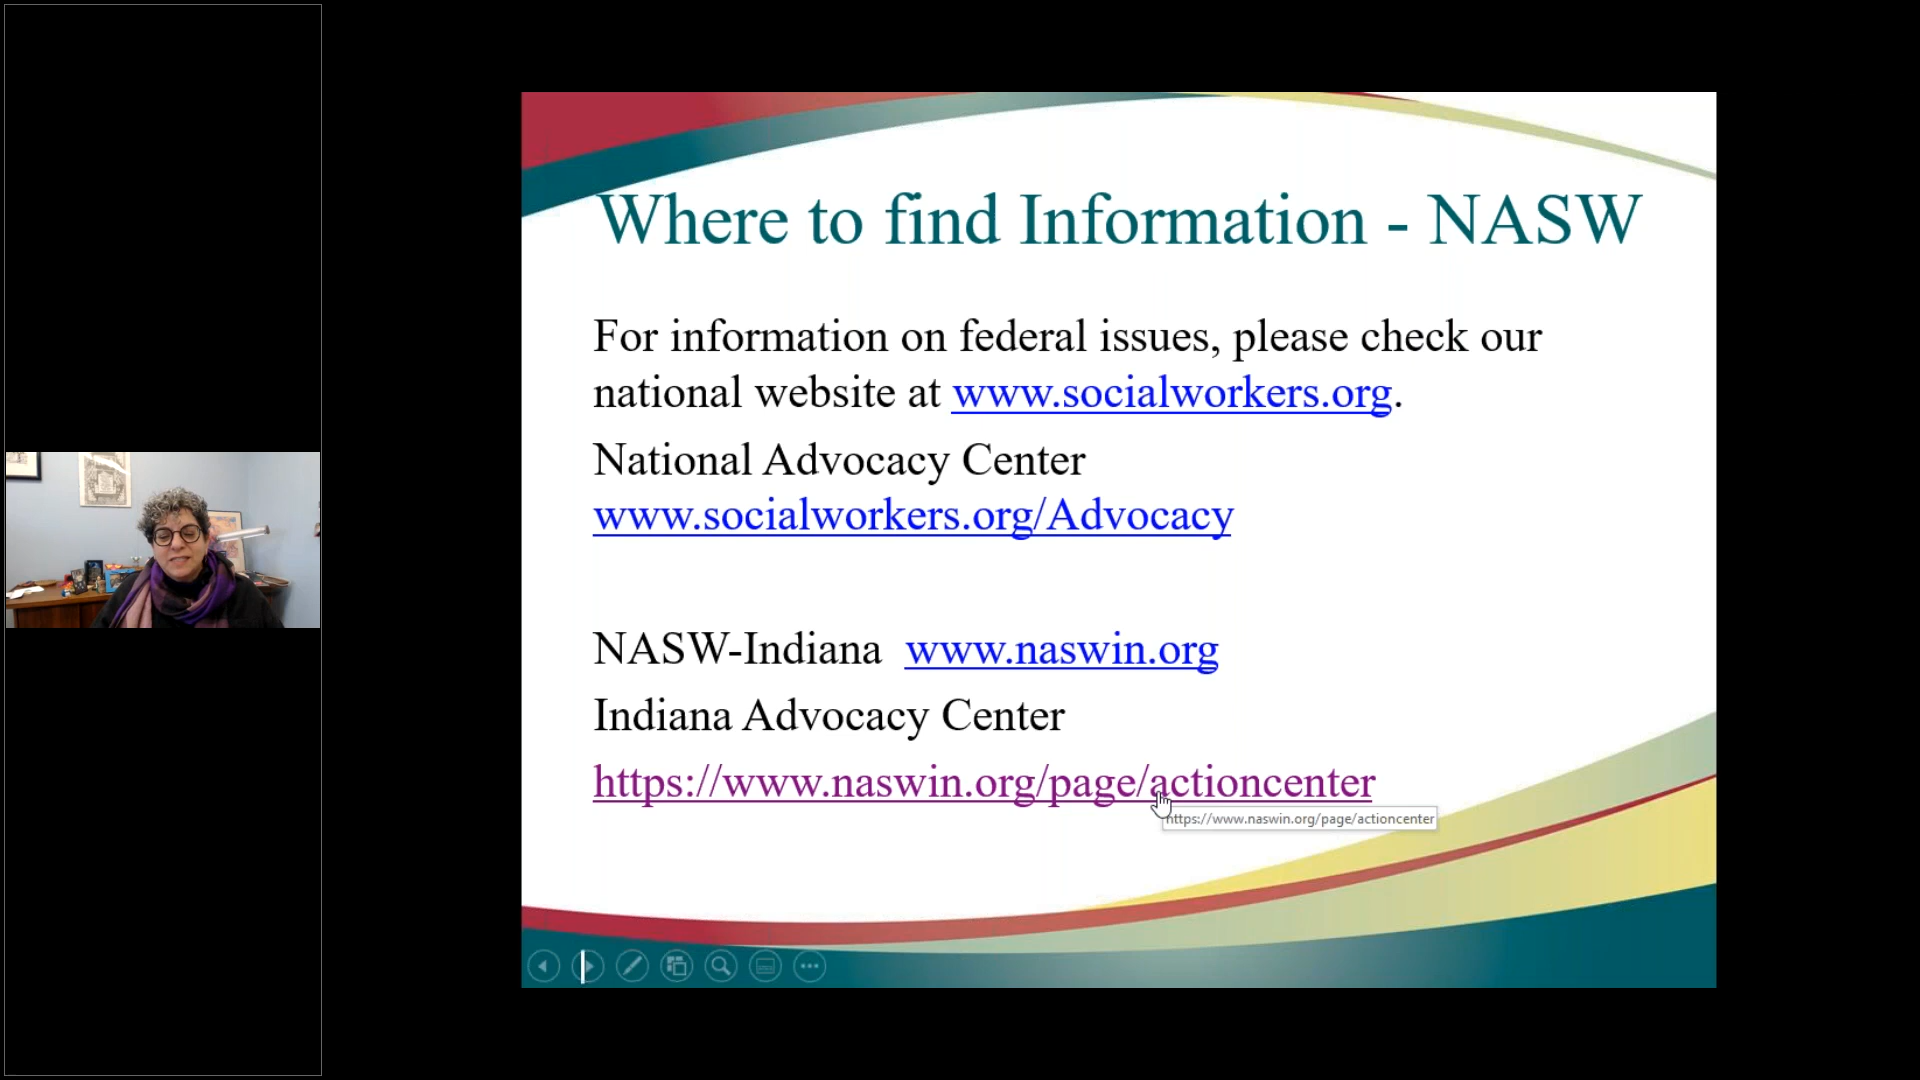 Where to find Information - NASW
For information on federal issues, please check our
national website at www.socialworkers.org.
National Advocacy Center
www.socialworkers.org/Advocacy
NASW-Indiana www.naswin.org
Indiana Advocacy Center
https://www.naswin.org/page/actioncenter
https://www.naswin.org/page/actioncenter